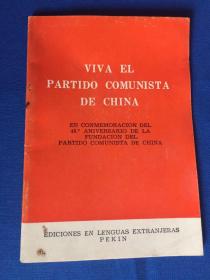 VIVA EL
PARTIDO COMUNISTA
DE CHINA
EN CONMEMORACION DEL
48.° ANIVERSARIO DE LA
FUNDACION DEL
PARTIDO COMUNISTA DE CHINA
EDICIONES EN LENGUAS EXTRANJERAS
PEKIN